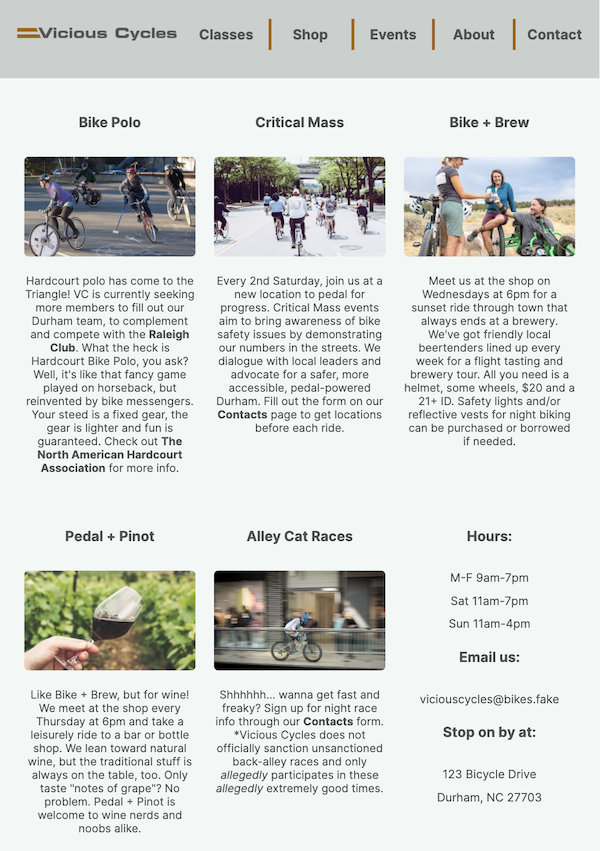 Vicious Cycles
Classes
Shop
Events
About
Contact
Bike Polo
Hardcourt polo has come to the
Triangle! VC is currently seeking
more members to fill out our
Durham team, to complement
and compete with the Raleigh
Club. What the heck is
Hardcourt Bike Polo, you ask?
Well, it's like that fancy game
played on horseback, but
reinvented by bike messengers.
Your steed is a fixed gear, the
gear is lighter and fun is
guaranteed. Check out The
North American Hardcourt
Association for more info.
Critical Mass
Every 2nd Saturday, join us at a
new location to pedal for
progress. Critical Mass events
aim to bring awareness of bike
safety issues by demonstrating
our numbers in the streets. We
dialogue with local leaders and
advocate for a safer, more
accessible, pedal-powered
Durham. Fill out the form on our
Contacts page to get locations
before each ride.
Bike + Brew
Meet us at the shop on
Wednesdays at 6pm for a
sunset ride through town that
always ends at a brewery.
We've got friendly local
beertenders lined up every
week for a flight tasting and
brewery tour. All you need is a
helmet, some wheels, $20 and a
21+ ID. Safety lights and/or
reflective vests for night biking
can be purchased or borrowed
if needed.
Pedal + Pinot
Like Bike + Brew, but for wine!
We meet at the shop every
Thursday at 6pm and take a
leisurely ride to a bar or bottle
shop. We lean toward natural
wine, but the traditional stuff is
always on the table, too. Only
taste "notes of grape"? No
problem. Pedal + Pinot is
welcome to wine nerds and
noobs alike.
Alley Cat Races
Shhhhhh... wanna get fast and
freaky? Sign up for night race
info through our Contacts form.
*Vicious Cycles does not
officially sanction unsanctioned
back-alley races and only
allegedly participates in these
allegedly extremely good times.
Hours:
M-F 9am-7pm
Sat 11am-7pm
Sun 11am-4pm
Email us:
viciouscycles@bikes.fake
Stop on by at:
123 Bicycle Drive
Durham, NC 27703